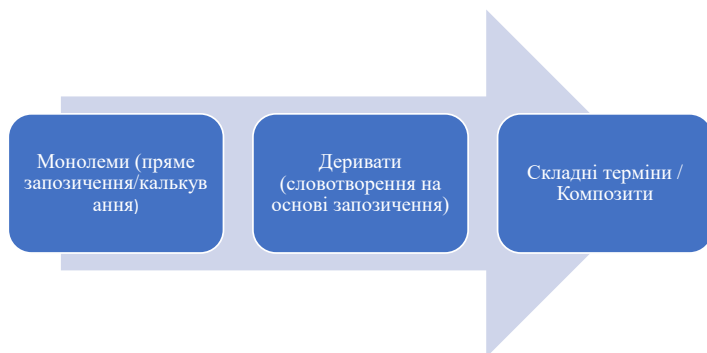 Монолеми (пряме
запозичення/калькув
ання)
Деривати
(словотворення на
основі запозичення)
Складні терміни /
Композити